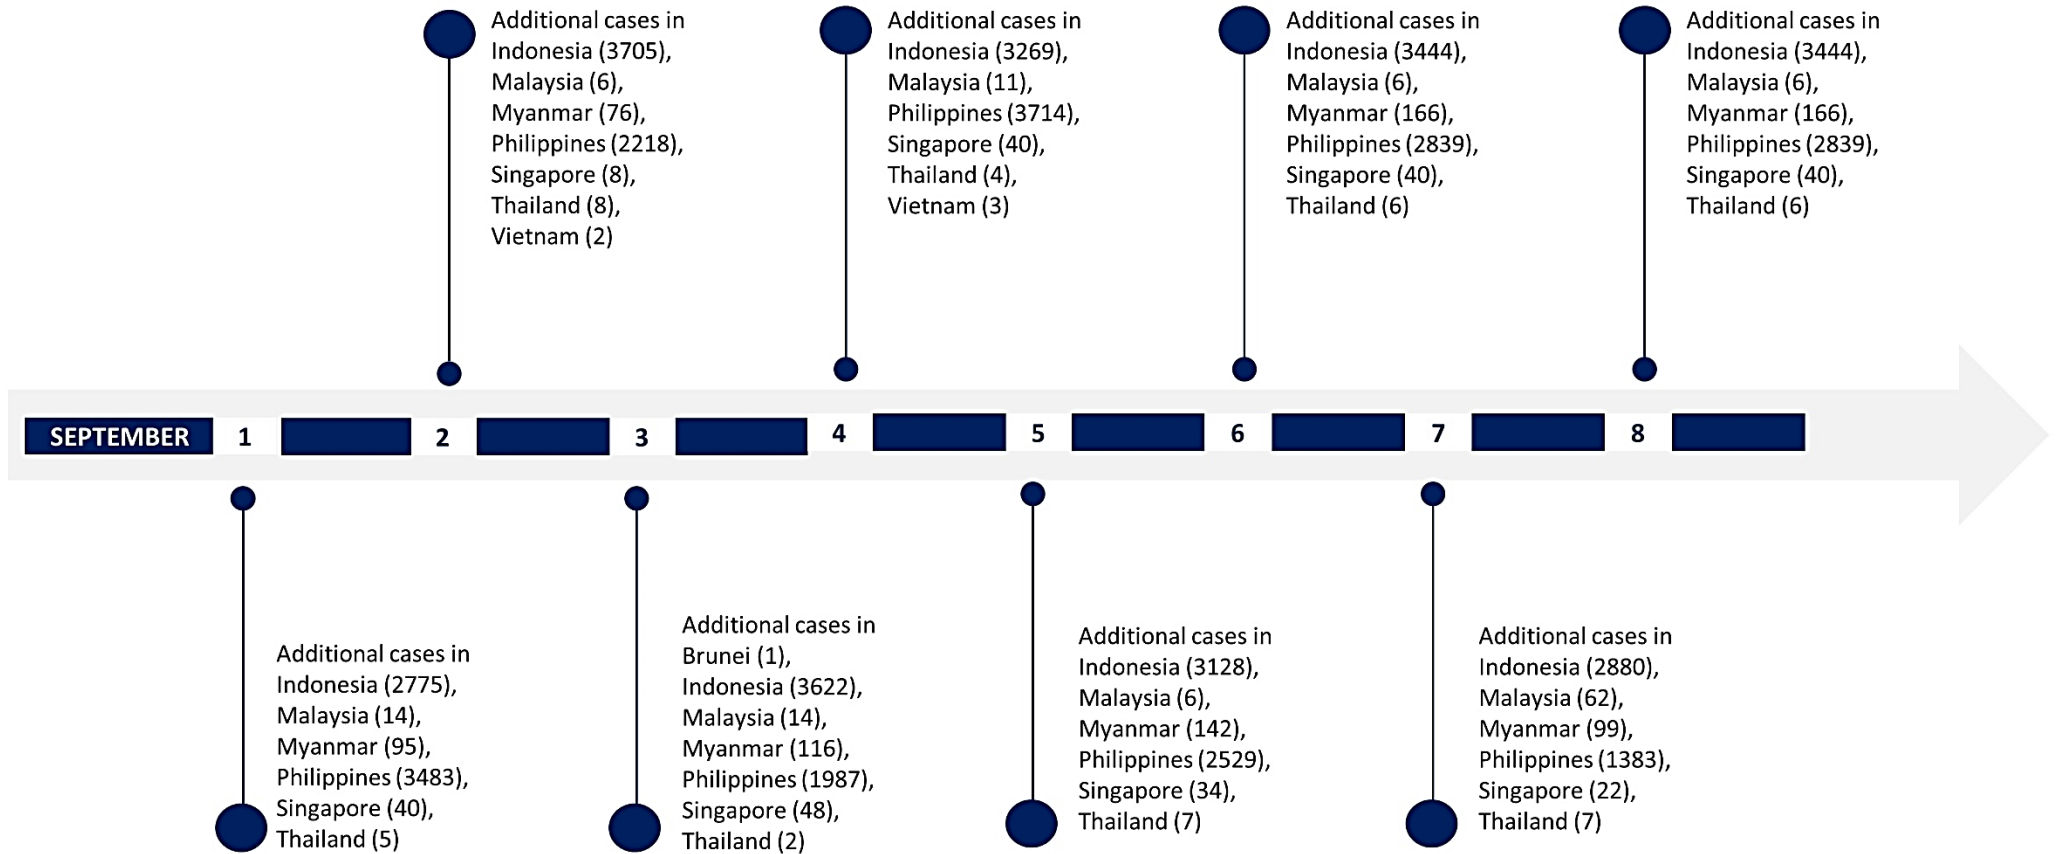 Additional cases in
Indonesia (3705),
Malaysia (6),
Myanmar (76),
Philippines (2218),
Singapore (8),
Thailand (8),
Vietnam (2)
Additional cases in
Indonesia (3269),
Malaysia (11),
Philippines (3714),
Singapore (40),
Thailand (4),
Vietnam (3)
Additional cases in
Indonesia (3444),
Malaysia (6),
Myanmar (166),
Philippines (2839),
Singapore (40),
Thailand (6)
Additional cases in
Indonesia (3444),
Malaysia (6),
Myanmar (166),
Philippines (2839),
Singapore (40),
Thailand (6)
SEPTEMBER 1 2 3 4 5 6 7 8
Additional cases in
Indonesia (2775),
Malaysia (14),
Myanmar (95),
Philippines (3483),
Singapore (40),
Thailand (5)
Additional cases in
Brunei (1),
Indonesia (3622),
Malaysia (14),
Myanmar (116),
Philippines (1987),
Singapore (48),
Thailand (2)
Additional cases in
Indonesia (3128),
Malaysia (6),
Myanmar (142),
Philippines (2529),
Singapore (34),
Thailand (7)
Additional cases in
Indonesia (2880),
Malaysia (62),
Myanmar (99),
Philippines (1383),
Singapore (22),
Thailand (7)